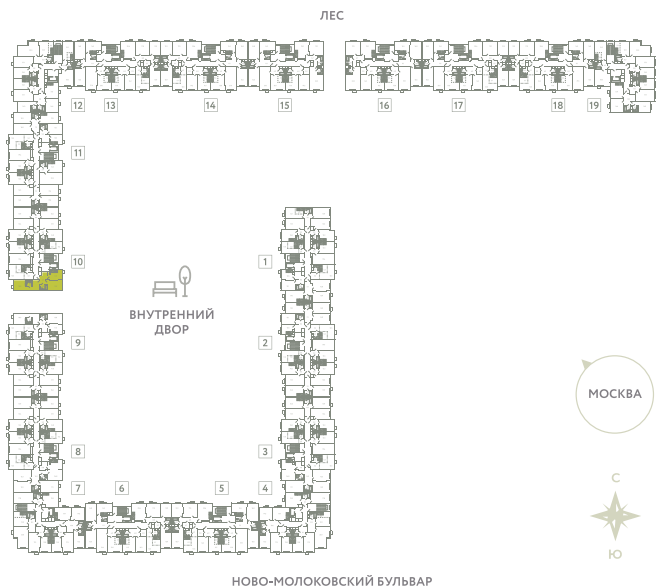 ЛЕС
12 13 14 15 16 17 18 19
11
10 1
ВНУТРЕННИЙ
ДВОР
9 2
МОСКВА
8 3
7 6 5 4
С
Ю
НОВО-МОЛОКОВСКИЙ БУЛЬВАР